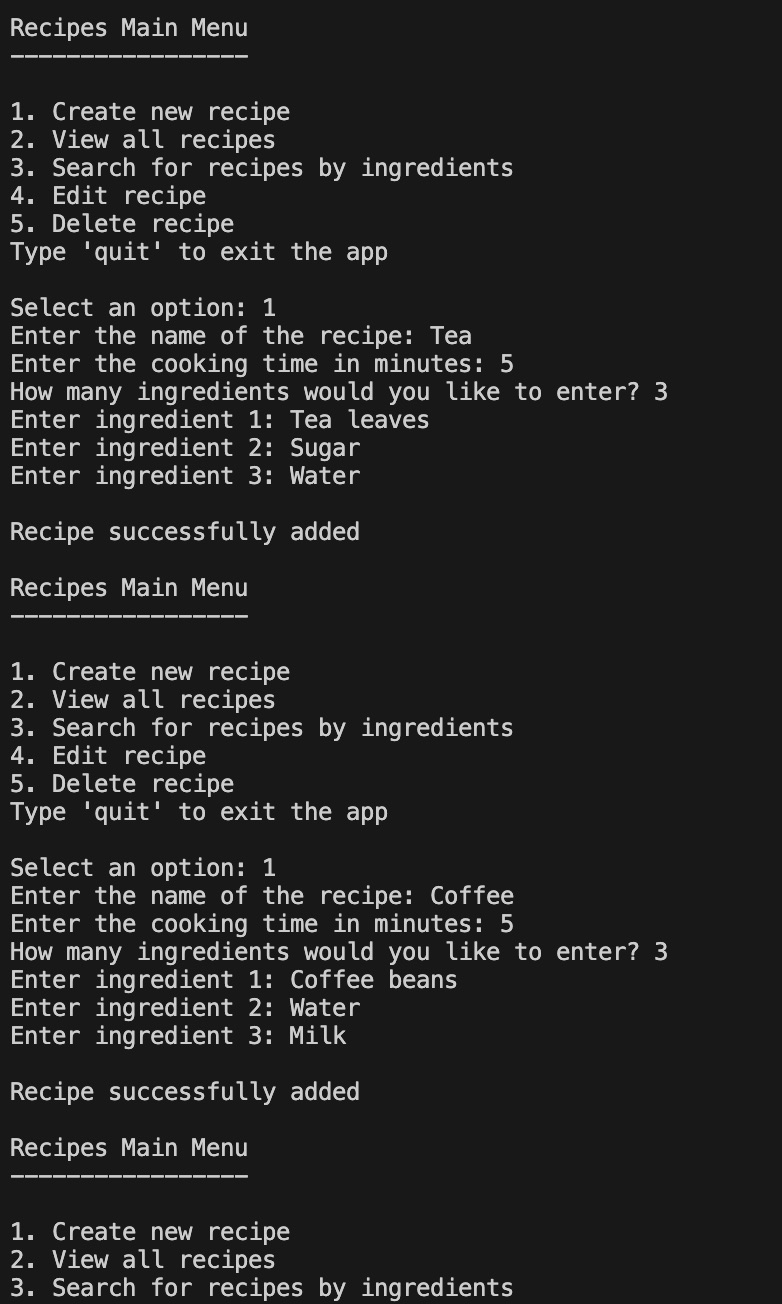 Recipes Main Menu
-----------------
1. Create new recipe
2. View all recipes
3. Search for recipes by ingredients
4. Edit recipe
5. Delete recipe
Type 'quit' to exit the app
Select an option: 1
Enter the name of the recipe: Tea
Enter the cooking time in minutes: 5
How many ingredients would you like to enter? 3
Enter ingredient 1: Tea leaves
Enter ingredient 2: Sugar
Enter ingredient 3: Water
Recipe successfully added
Recipes Main Menu
-----------------
1. Create new recipe
2. View all recipes
3. Search for recipes by ingredients
4. Edit recipe
5. Delete recipe
Type 'quit' to exit the app
Select an option: 1
Enter the name of the recipe: Coffee
Enter the cooking time in minutes: 5
How many ingredients would you like to enter? 3
Enter ingredient 1: Coffee beans
Enter ingredient 2: Water
Enter ingredient 3: Milk
Recipe successfully added
Recipes Main Menu
-----------------
1. Create new recipe
2. View all recipes
3. Search for recipes by ingredients